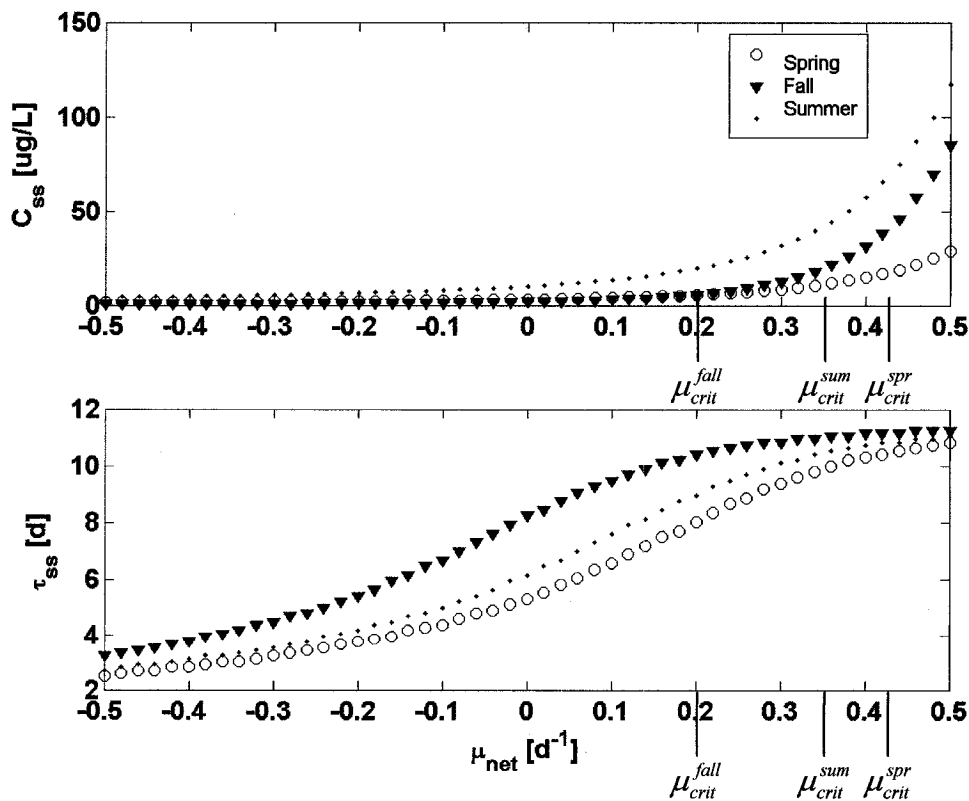 150
100
50
0
C_ss [ug/L]
Spring
Fall
Summer
-0.5 -0.4 -0.3 -0.2 -0.1 0 0.1 0.2 0.3 0.4 0.5
μ_crit^fall μ_crit^sum μ_crit^spr
12
10
8
6
4
2
τ_ss [d]
-0.5 -0.4 -0.3 -0.2 -0.1 0 0.1 0.2 0.3 0.4 0.5
μ_net [d^-1]
μ_crit^fall μ_crit^sum μ_crit^spr